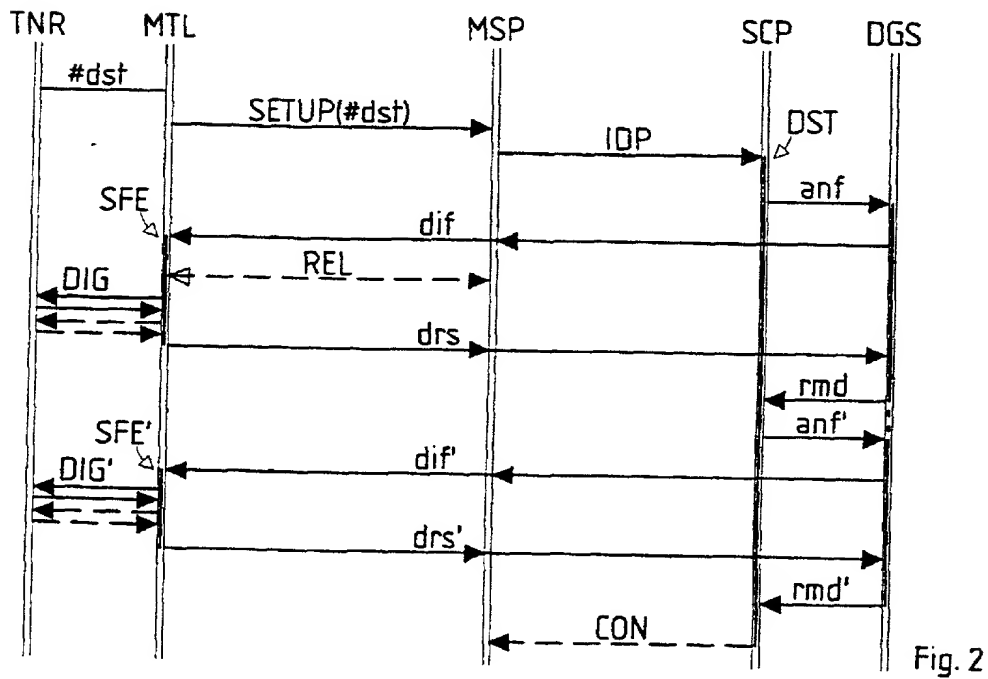 TNR MTL MSP SCP DGS
#dst
SETUP(#dst)
IDP
DST
anf
SFE
dif
REL
DIG
drs
rmd
anf'
SFE'
dif'
DIG'
drs'
rmd'
CON
Fig. 2